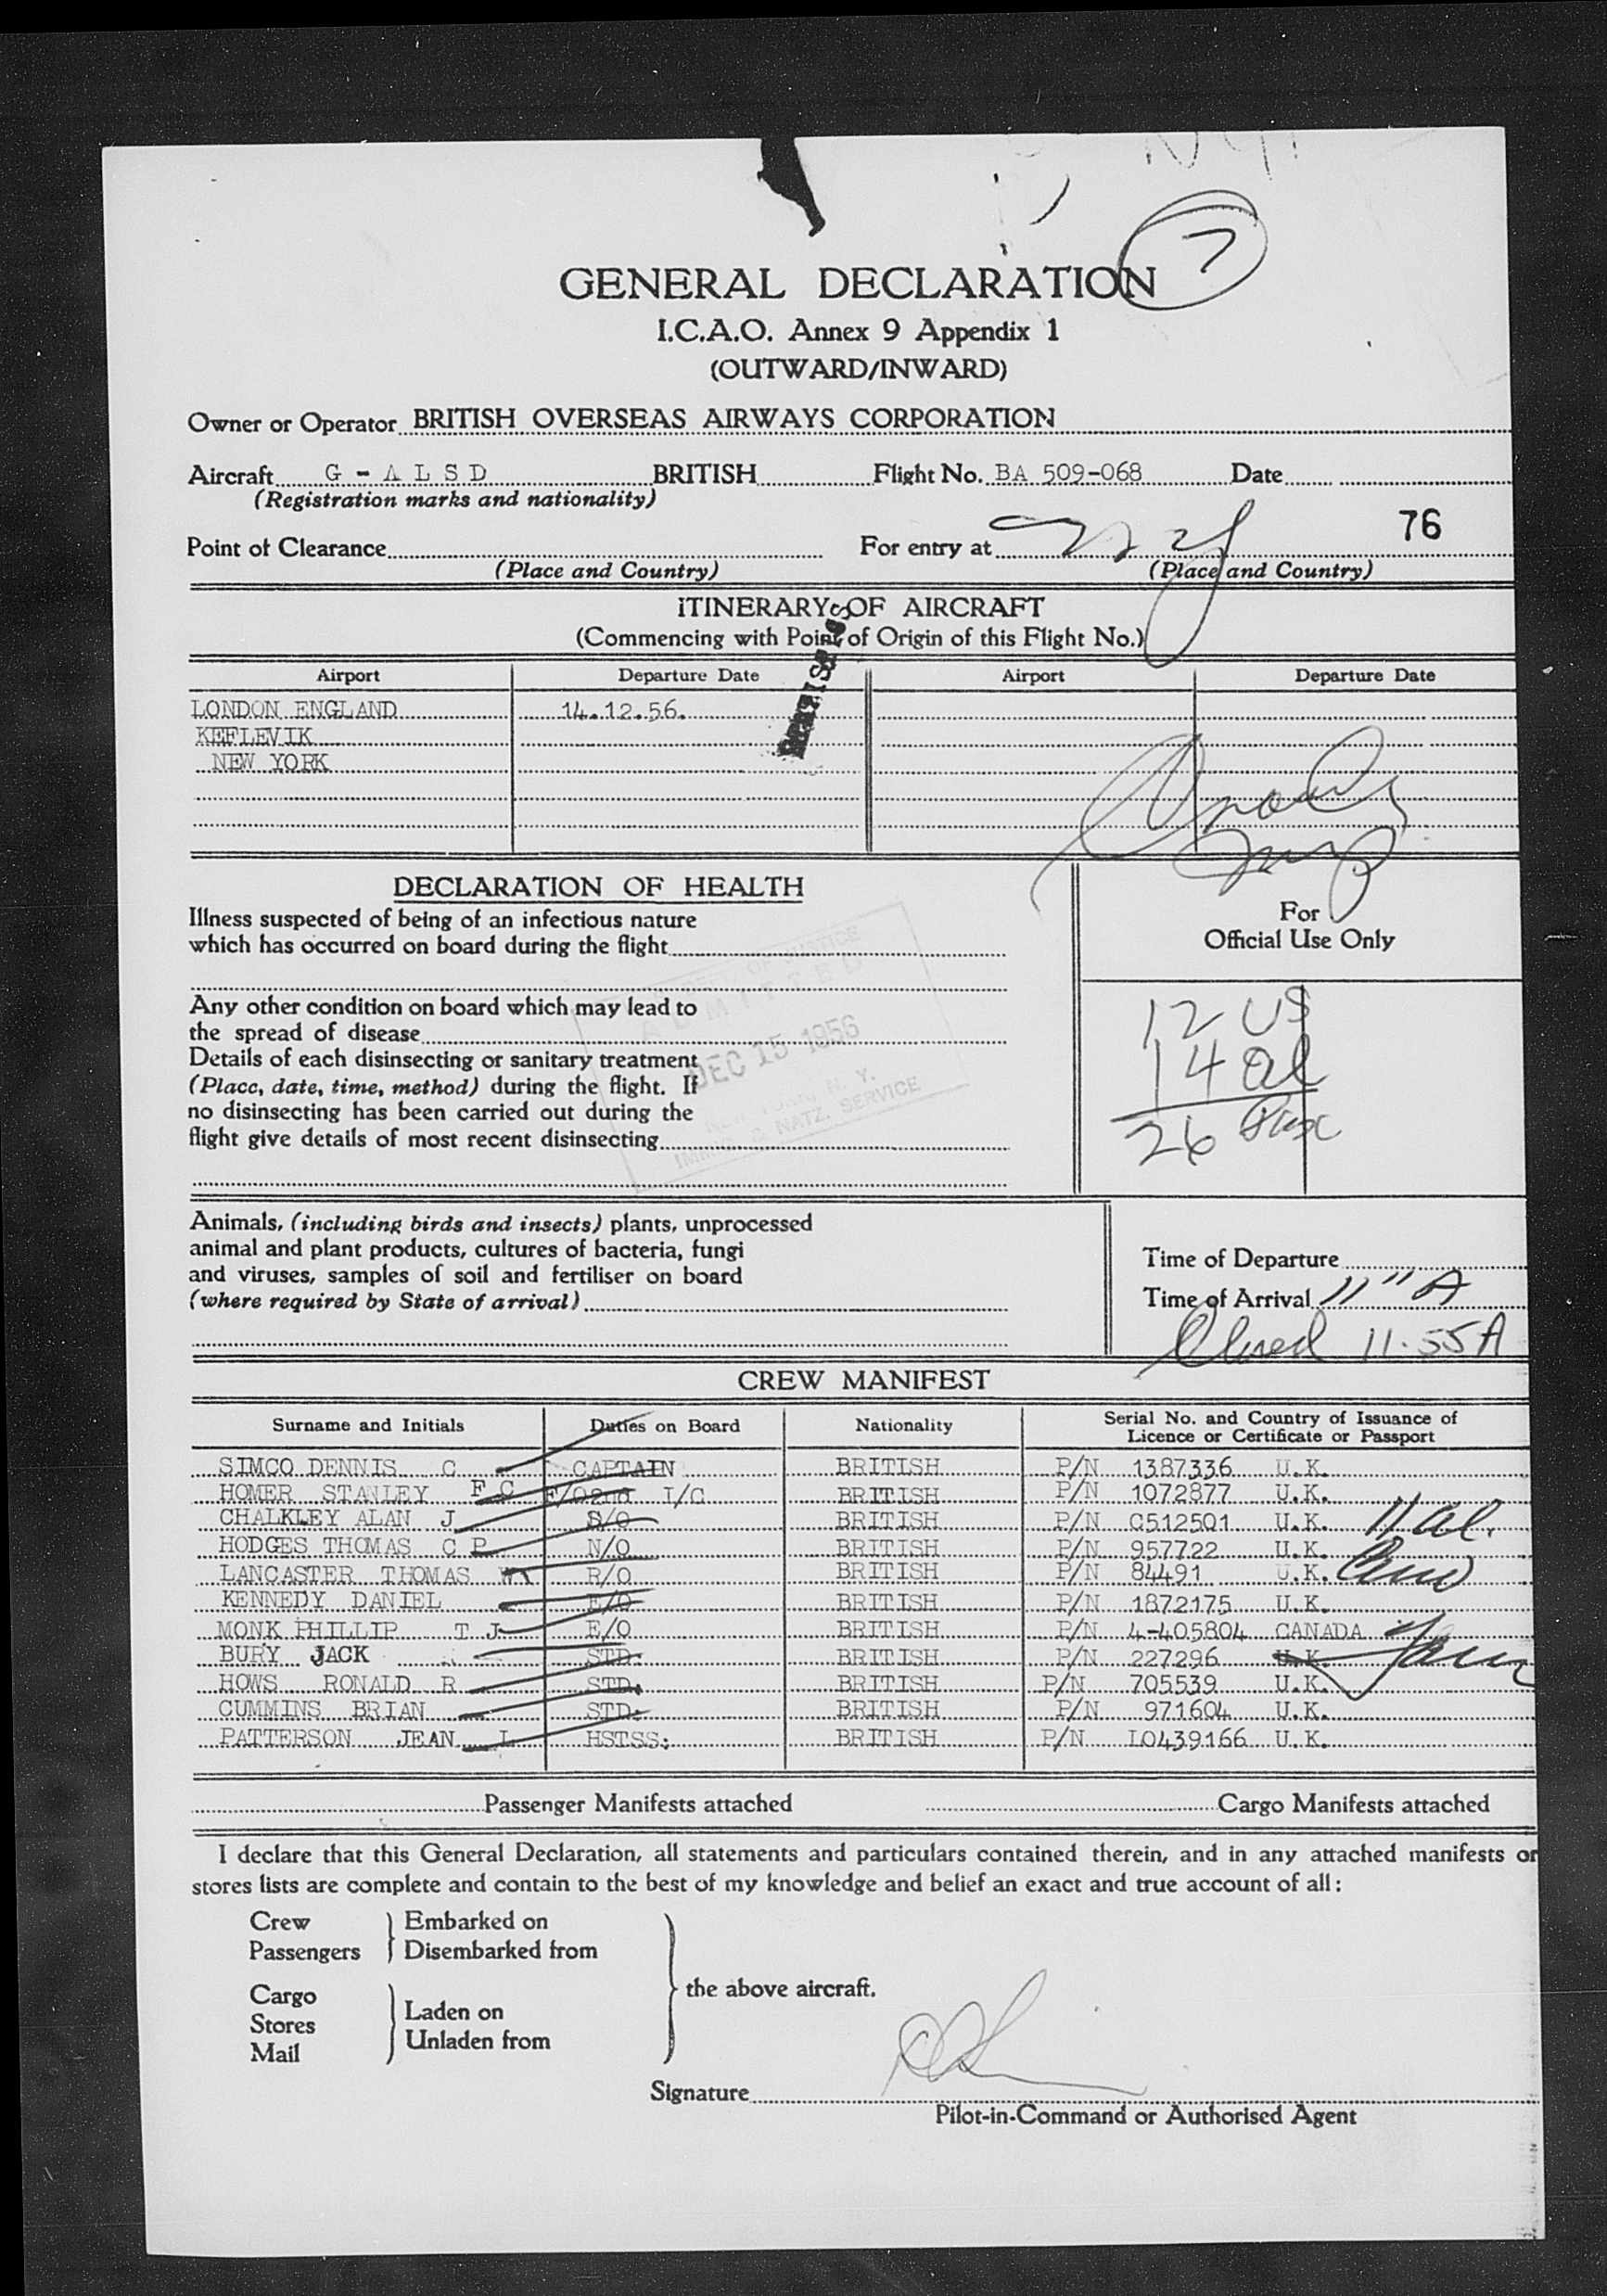 7
GENERAL DECLARATION
I.C.A.O. Annex 9 Appendix 1
(OUTWARD/INWARD)
Owner or Operator BRITISH OVERSEAS AIRWAYS CORPORATION
Aircraft G - A L S D BRITISH Flight No. BA 509-068 Date
(Registration marks and nationality)
76
Point of Clearance For entry at NY
(Place and Country) (Place and Country)
ITINERARY OF AIRCRAFT
(Commencing with Point of Origin of this Flight No.)
Airport Departure Date Airport Departure Date
LONDON ENGLAND 14.12.56.
KEFLEVIK
NEW YORK
DECLARATION OF HEALTH
Illness suspected of being of an infectious nature
which has occurred on board during the flight
For
Official Use Only
Any other condition on board which may lead to
the spread of disease
Details of each disinsecting or sanitary treatment
(Place, date, time, method) during the flight. If
no disinsecting has been carried out during the
flight give details of most recent disinsecting
ADMITTED
DEC 15 1956
N. Y.
IMMIG. & NATZ. SERVICE
12 US
14 al
26 Pax
Animals, (including birds and insects) plants, unprocessed
animal and plant products, cultures of bacteria, fungi
and viruses, samples of soil and fertiliser on board
(where required by State of arrival)
Time of Departure
Time of Arrival 11 " A
11.55A
CREW MANIFEST
Surname and Initials Duties on Board Nationality Serial No. and Country of Issuance of
Licence or Certificate or Passport
SIMCO DENNIS C CAPTAIN BRITISH P/N 1387336 U.K.
HOMER STANLEY F C F/O2nd I/C BRITISH P/N 1072877 U.K.
CHALKLEY ALAN J S/O BRITISH P/N C512501 U.K. 11 al.
HODGES THOMAS C P N/O BRITISH P/N 957722 U.K.
LANCASTER THOMAS W R/O BRITISH P/N 84491 U.K.
KENNEDY DANIEL E/O BRITISH P/N 1872175 U.K.
MONK PHILLIP T J E/O BRITISH P/N 4-405804 CANADA
BURY JACK STD. BRITISH P/N 227296 U.K.
HOWS RONALD R STD. BRITISH P/N 705539 U.K.
CUMMINS BRIAN STD. BRITISH P/N 971604 U.K.
PATTERSON JEAN L HSTSS: BRITISH P/N LO439166 U.K.
Passenger Manifests attached Cargo Manifests attached
I declare that this General Declaration, all statements and particulars contained therein, and in any attached manifests or
stores lists are complete and contain to the best of my knowledge and belief an exact and true account of all:
Crew
Passengers
Embarked on
Disembarked from
Cargo
Stores
Mail
Laden on
Unladen from
the above aircraft.
Signature
Pilot-in-Command or Authorised Agent